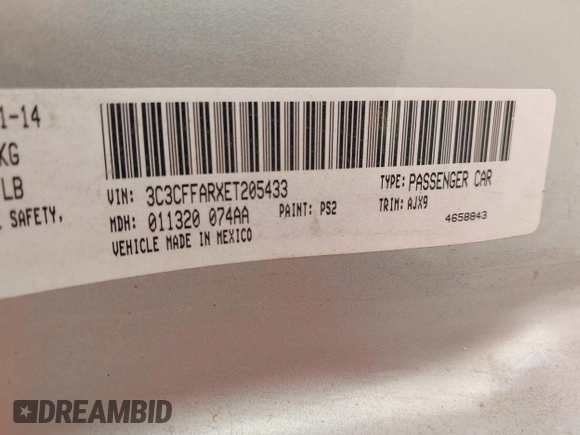 1-14
KG
LB
SAFETY,
VIN: 3C3CFFARXET205433
TYPE: PASSENGER CAR
MDH: 011320 074AA
PAINT: PS2
TRIM: AJX9
VEHICLE MADE IN MEXICO
4658843
DREAMBID